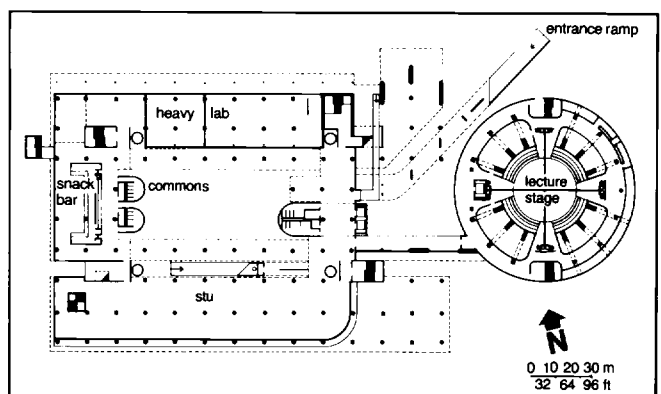 entrance ramp
heavy lab
snack
bar
commons
lecture
stage
stu
N
0 10 20 30 m
32 64 96 ft